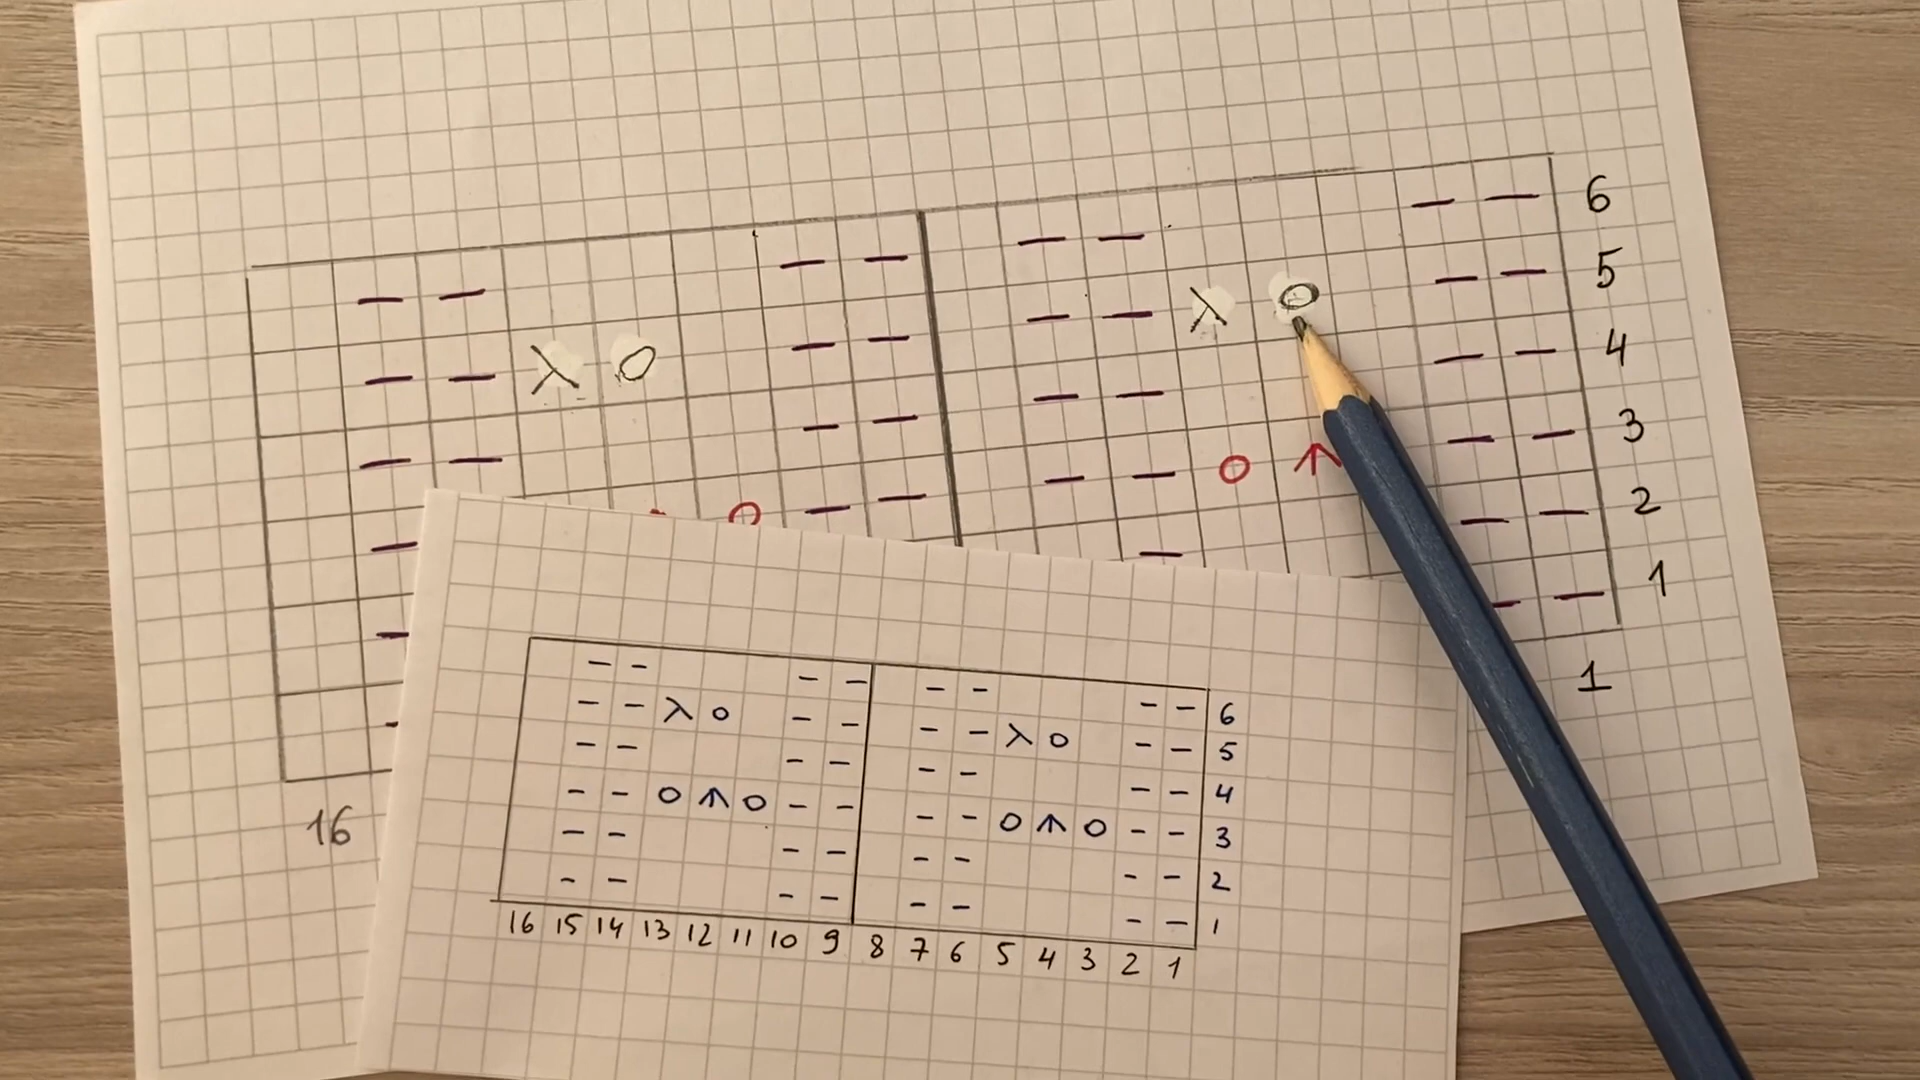 — — — — — — — — 6
— — λ O — — — — λ O — — 5
— — — — — — — — 4
— O — — — — O ↑ — — 3
— — — 2
— — — 1
1
16
– – – – – – – – 6
– – λ O – – – – λ O – – 5
– – – – – – – – 4
– – O ↑ O – – – – O ↑ O – – 3
– – – – – – – – 2
– – – – – – – – 1
16 15 14 13 12 11 10 9 8 7 6 5 4 3 2 1